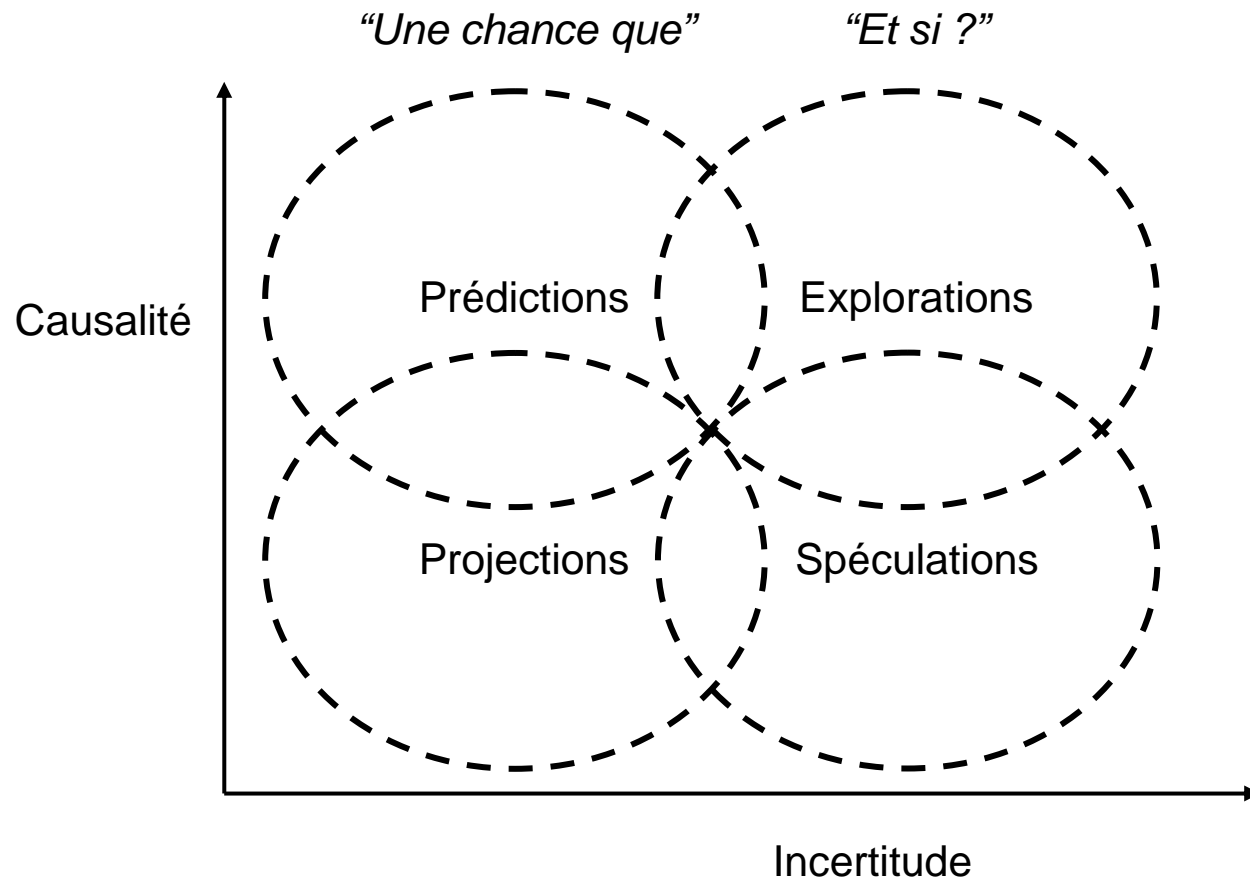 “Une chance que”
“Et si ?”
Causalité
Prédictions
Explorations
Projections
Spéculations
Incertitude